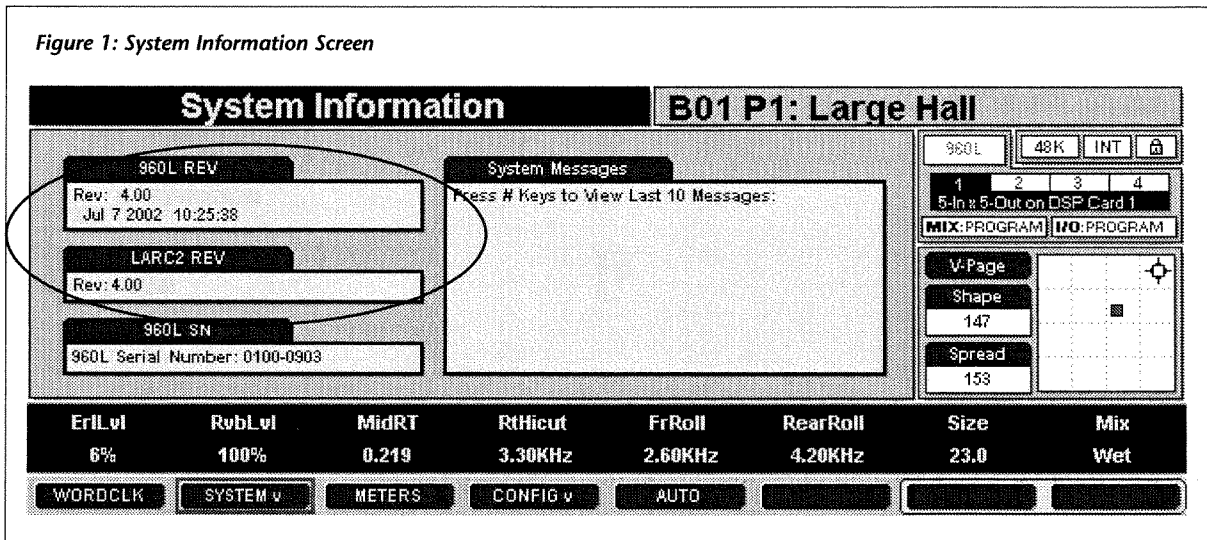 Figure 1: System Information Screen
System Information
B01 P1: Large Hall
960L REV
Rev: 4.00
Jul 7 2002 10:25:38
LARC2 REV
Rev: 4.00
960L SN
960L Serial Number: 0100-0903
System Messages
Press # Keys to View Last 10 Messages:
960L
48K INT
1 2 3 4
5-In x 5-Out on DSP Card 1
MIX:PROGRAM I/O:PROGRAM
V-Page
Shape
147
Spread
153
ErlLvl RvbLvl MidRT RtHicut FrRoll RearRoll Size Mix
6% 100% 0.219 3.30KHz 2.60KHz 4.20KHz 23.0 Wet
WORDCLK SYSTEM v METERS CONFIG v AUTO